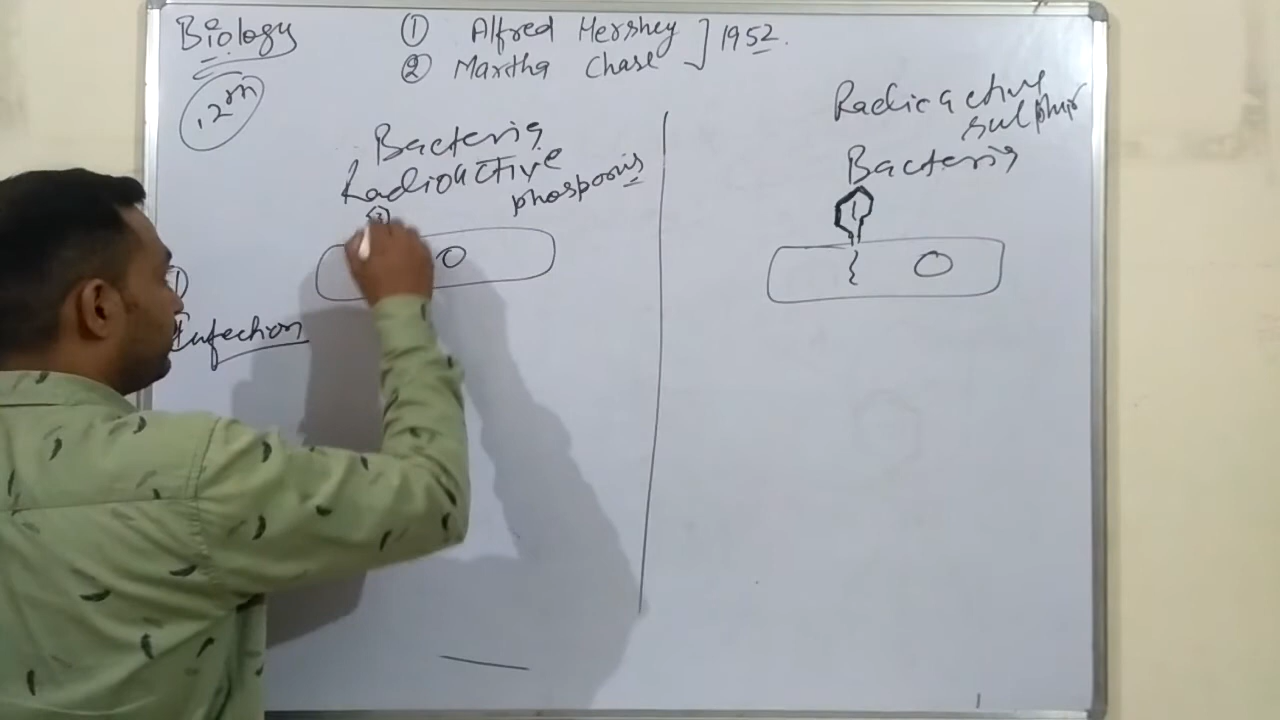 Biology
12th
① Alfred Hershey
② Martha Chase
] 1952.
Bacteria
Radioactive
phosporus
Infection
Radioactive
sulphur
Bacteria